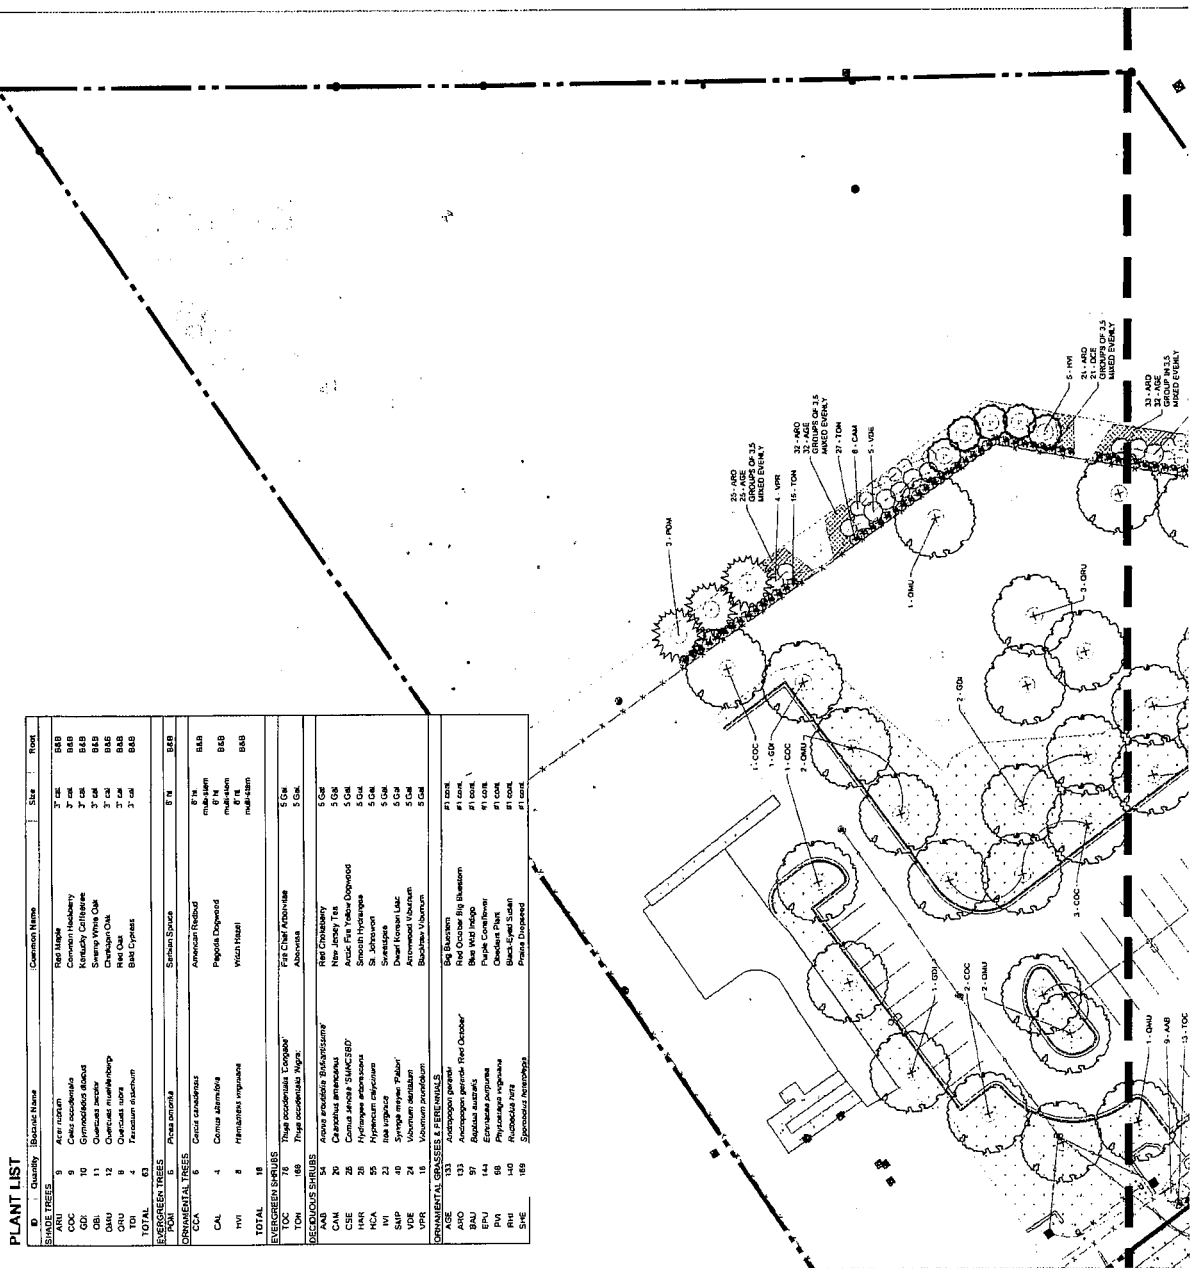 PLANT LIST
ID Quantity Botanic Name Common Name Size Root
SHADE TREES
ARU 9 Acer rubrum Red Maple 3" cal. B&B
COC 9 Celtis occidentalis Common Hackberry 3" cal. B&B
GDI 10 Gymnocladus dioicus Kentucky Coffeetree 3" cal. B&B
QBI 11 Quercus bicolor Swamp White Oak 3" cal. B&B
QMU 12 Quercus muehlenbergii Chinkapin Oak 3" cal. B&B
QRU 8 Quercus rubra Red Oak 3" cal. B&B
TDI 4 Taxodium distichum Bald Cypress 3" cal. B&B
TOTAL 63
EVERGREEN TREES
POM 6 Picea omorika Serbian Spruce 6' ht. B&B
ORNAMENTAL TREES
CCA 6 Cercis canadensis American Redbud 6' ht. B&B
multi-stem
CAL 4 Cornus alternifolia Pagoda Dogwood 6' ht. B&B
multi-stem
HVI 8 Hamamelis virginiana Witch Hazel 6' ht. B&B
multi-stem
TOTAL 18
EVERGREEN SHRUBS
TOC 76 Thuja occidentalis 'Congabe' Fire Chief Arborvitae 5 Gal.
TON 168 Thuja occidentalis 'Nigra' Arborvitae 5 Gal.
DECIDUOUS SHRUBS
AAB 54 Aronia arbutifolia 'Brilliantissima' Red Chokeberry 5 Gal.
CAM 20 Ceanothus americanus New Jersey Tea 5 Gal.
CSE 26 Cornus sericea 'SMNCSBD' Arctic Fire Yellow Dogwood 5 Gal.
HAR 28 Hydrangea arborescens Smooth Hydrangea 5 Gal.
HCA 55 Hypericum calycinum St. Johnswort 5 Gal.
IVI 23 Itea virginica Sweetspire 5 Gal.
SMP 40 Syringa meyeri 'Palibin' Dwarf Korean Lilac 5 Gal.
VDE 24 Viburnum dentatum Arrowwood Viburnum 5 Gal.
VPR 16 Viburnum prunifolium Blackhaw Viburnum 5 Gal.
ORNAMENTAL GRASSES & PERENNIALS
AGE 133 Andropogon gerardii Big Bluestem #1 cont.
ARO 133 Andropogon gerardii 'Red October' Red October Big Bluestem #1 cont.
BAU 97 Baptisia australis Blue Wild Indigo #1 cont.
EPU 144 Echinacea purpurea Purple Coneflower #1 cont.
PVI 68 Physostegia virginiana Obedient Plant #1 cont.
RHI 140 Rudbeckia hirta Black-Eyed Susan #1 cont.
SHE 169 Sporobolus heterolepis Prairie Dropseed #1 cont.
3 - POM
25 - ARO
25 - AGE
GROUPS OF 3.5
MIXED EVENLY
4 - VPR
15 - TON
32 - ARO
32 - AGE
GROUPS OF 3.5
MIXED EVENLY
27 - TON
8 - CAM
5 - VDE
5 - HVI
21 - ARO
GROUPS OF 3.5
MIXED EVENLY
33 - ARO
32 - AGE
GROUP IN 3.5
MIXED EVENLY
1 - QMU
3 - QRU
2 - GDI
1 - COC
1 - GDI
1 - COC
2 - QMU
3 - COC
1 - GDI
2 - COC
2 - QMU
1 - QMU
9 - AAB
13 - TOC